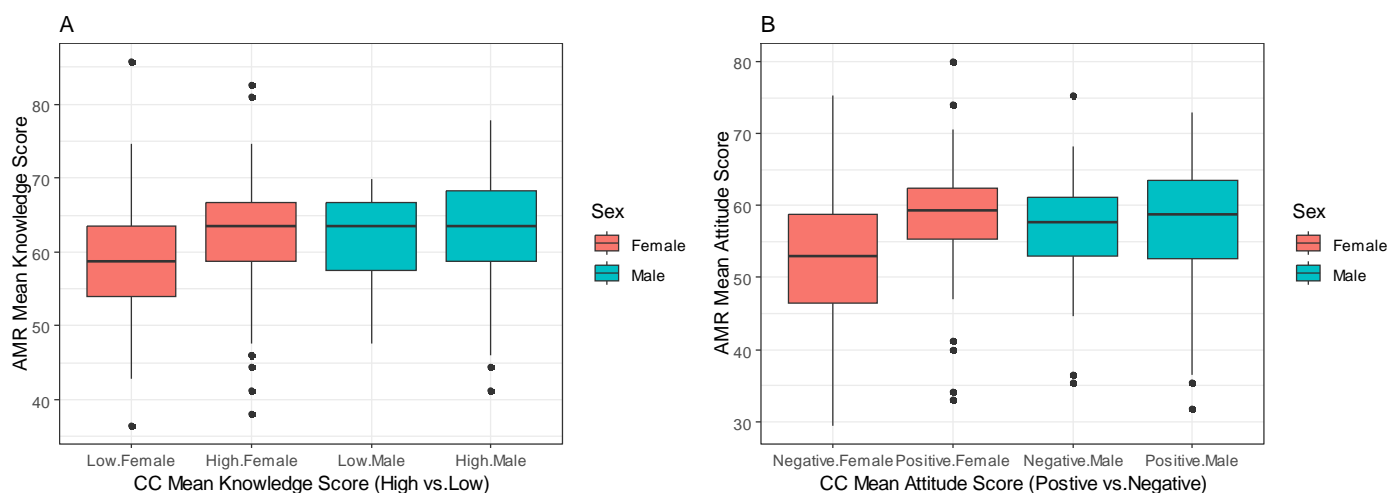 A
AMR Mean Knowledge Score
80
70
60
50
40
Low.Female High.Female Low.Male High.Male
CC Mean Knowledge Score (High vs.Low)
Sex
Female
Male
B
AMR Mean Attitude Score
80
70
60
50
40
30
Negative.Female Positive.Female Negative.Male Positive.Male
CC Mean Attitude Score (Postive vs.Negative)
Sex
Female
Male